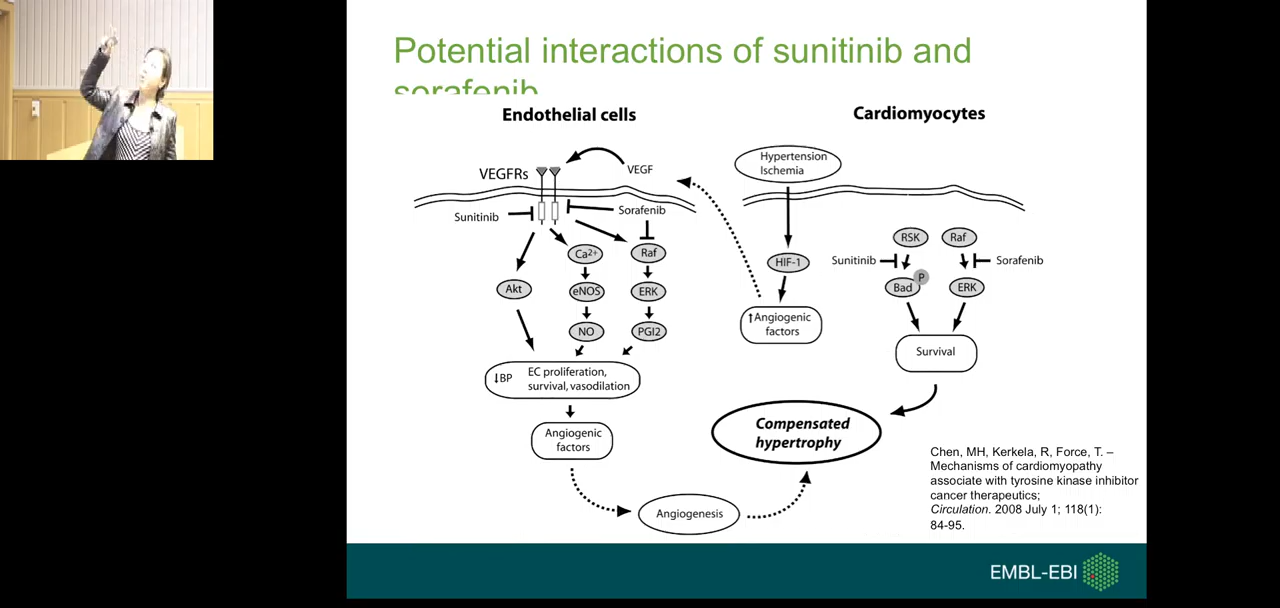 Potential interactions of sunitinib and
sorafenib
Endothelial cells
Cardiomyocytes
VEGFRs
VEGF
Hypertension
Ischemia
Sunitinib
Sorafenib
Ca2+
Raf
Akt
eNOS
ERK
NO
PGI2
↓BP
EC proliferation,
survival, vasodilation
Angiogenic
factors
Angiogenesis
HIF-1
↑Angiogenic
factors
RSK
Raf
Sunitinib
Sorafenib
P
Bad
ERK
Survival
Compensated
hypertrophy
Chen, MH, Kerkela, R, Force, T. –
Mechanisms of cardiomyopathy
associate with tyrosine kinase inhibitor
cancer therapeutics;
Circulation. 2008 July 1; 118(1):
84-95.
EMBL-EBI